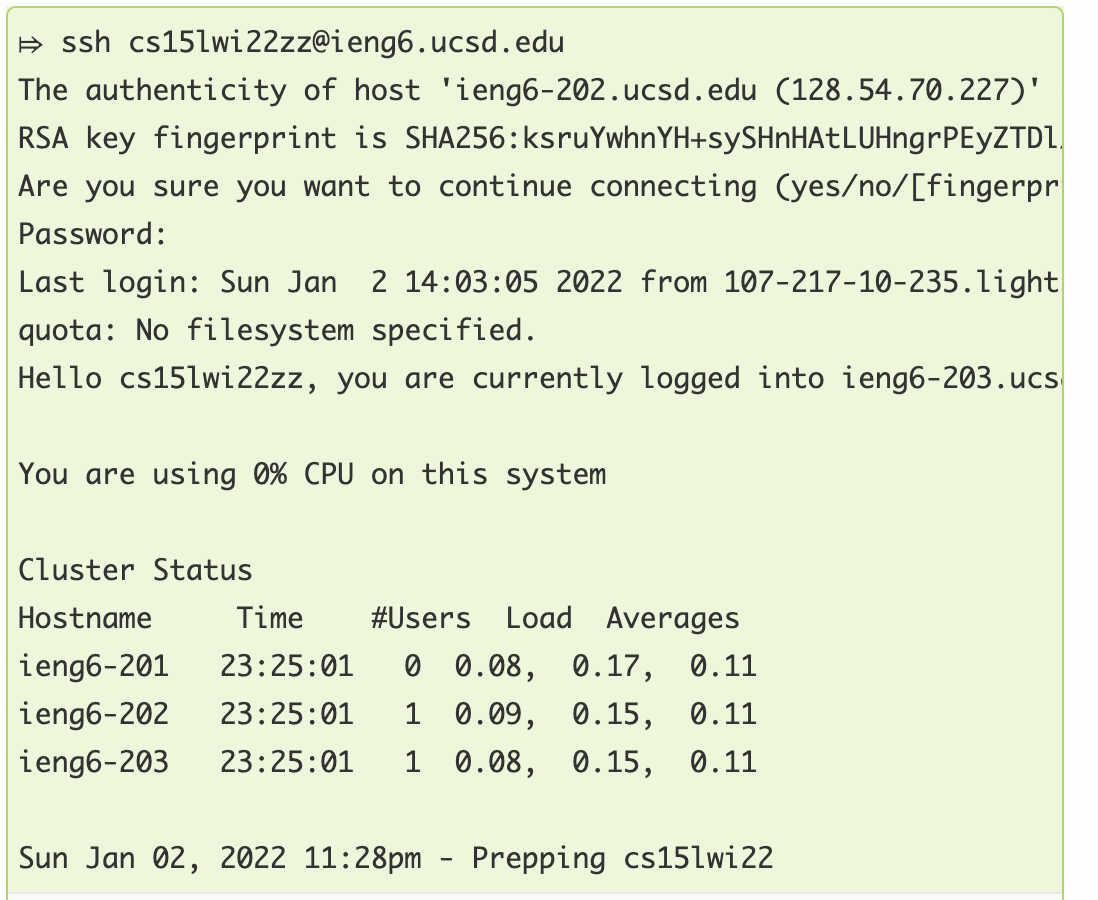 ⤇ ssh cs15lwi22zz@ieng6.ucsd.edu
The authenticity of host 'ieng6-202.ucsd.edu (128.54.70.227)'
RSA key fingerprint is SHA256:ksruYwhnYH+sySHnHAtLUHngrPEyZTDl
Are you sure you want to continue connecting (yes/no/[fingerpr
Password:
Last login: Sun Jan  2 14:03:05 2022 from 107-217-10-235.light
quota: No filesystem specified.
Hello cs15lwi22zz, you are currently logged into ieng6-203.ucs
You are using 0% CPU on this system
Cluster Status
Hostname     Time    #Users  Load  Averages
ieng6-201   23:25:01   0  0.08,  0.17,  0.11
ieng6-202   23:25:01   1  0.09,  0.15,  0.11
ieng6-203   23:25:01   1  0.08,  0.15,  0.11
Sun Jan 02, 2022 11:28pm - Prepping cs15lwi22